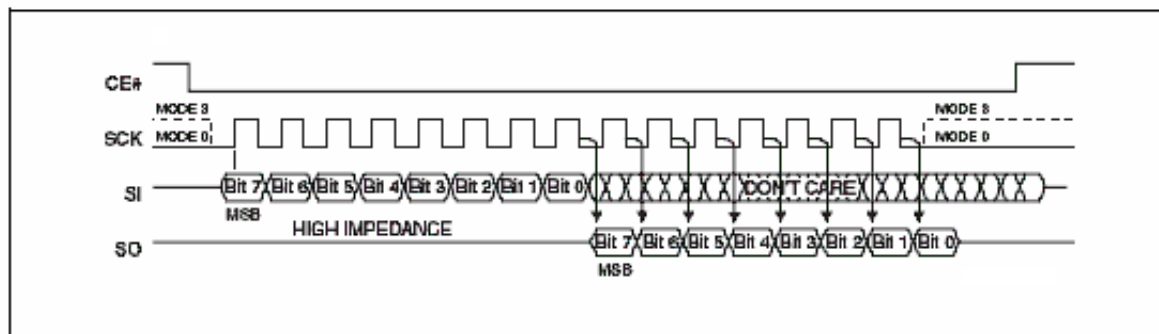 CE#
MODE 3 MODE 3
SCK MODE 0 MODE 0
SI Bit 7 Bit 6 Bit 5 Bit 4 Bit 3 Bit 2 Bit 1 Bit 0 DON'T CARE
MSB
HIGH IMPEDANCE
SO Bit 7 Bit 6 Bit 5 Bit 4 Bit 3 Bit 2 Bit 1 Bit 0
MSB